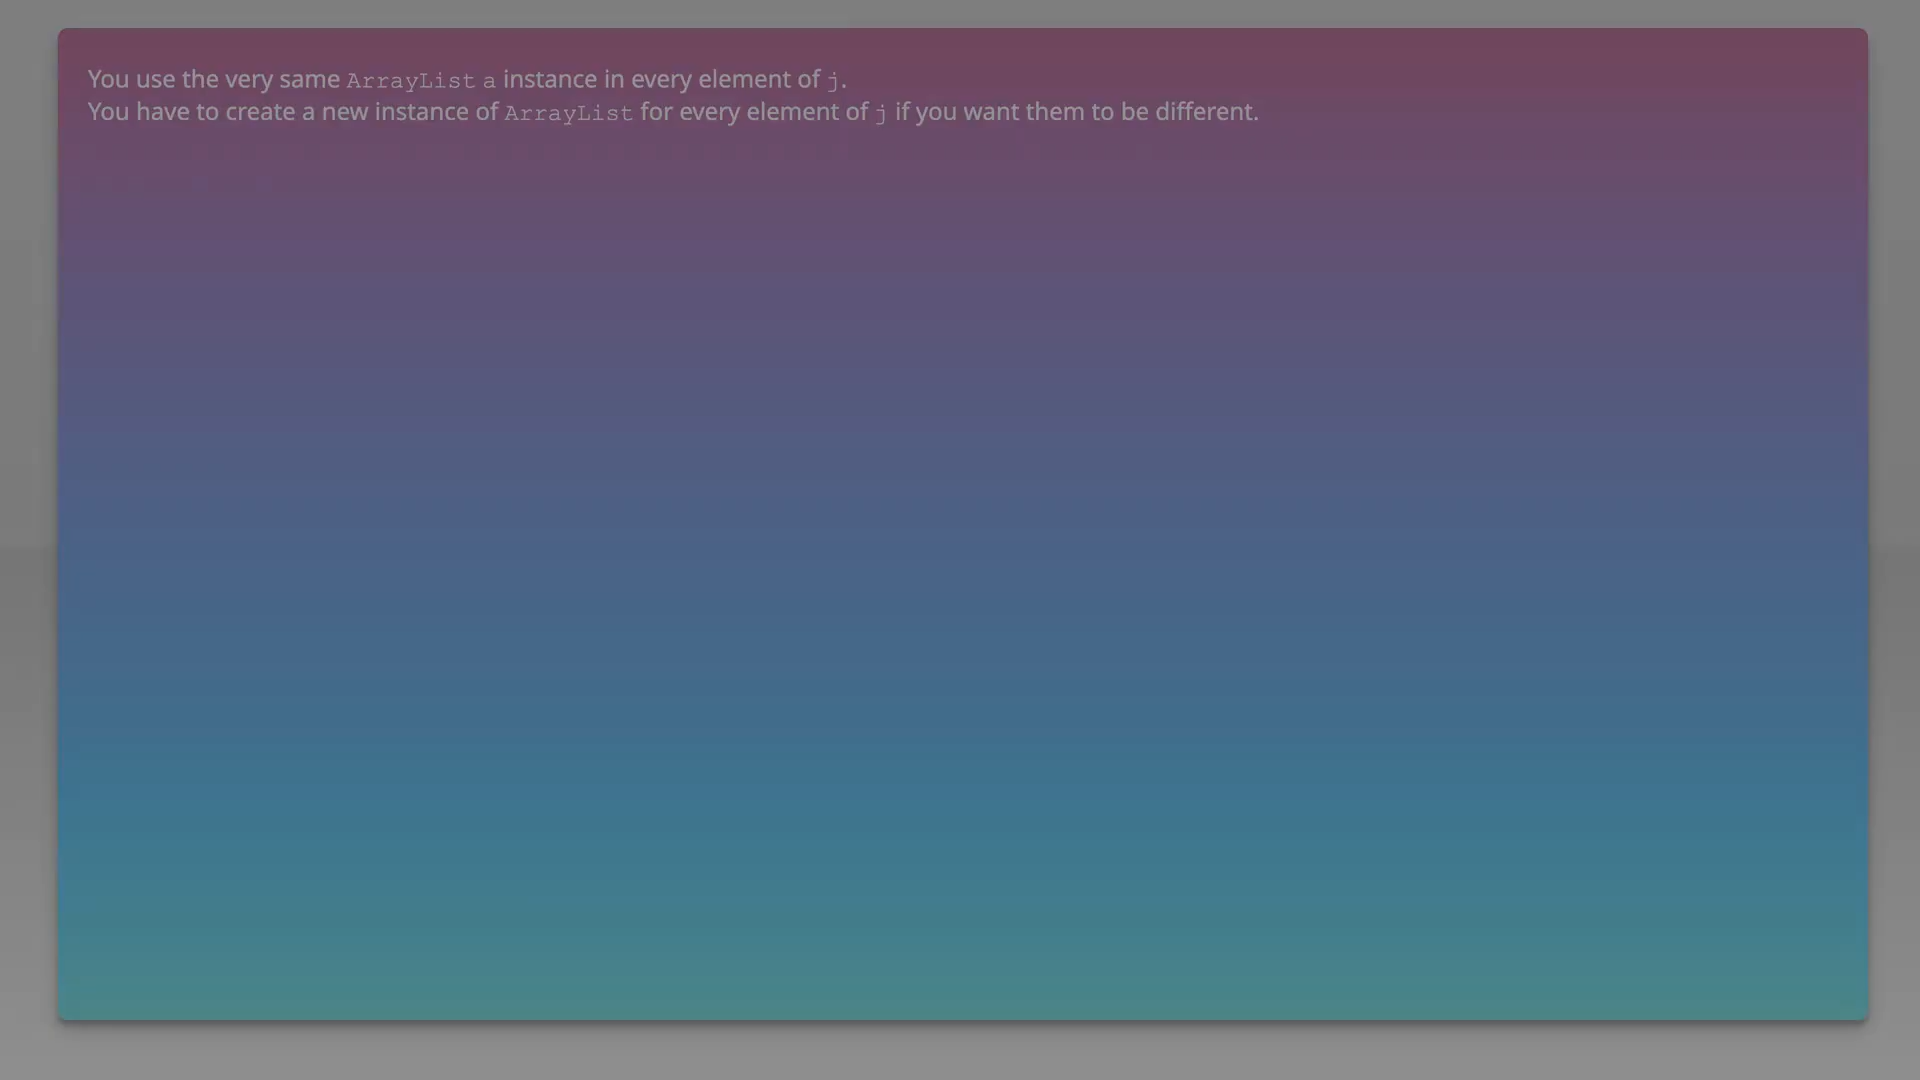 You use the very same ArrayList a instance in every element of j.
You have to create a new instance of ArrayList for every element of j if you want them to be different.